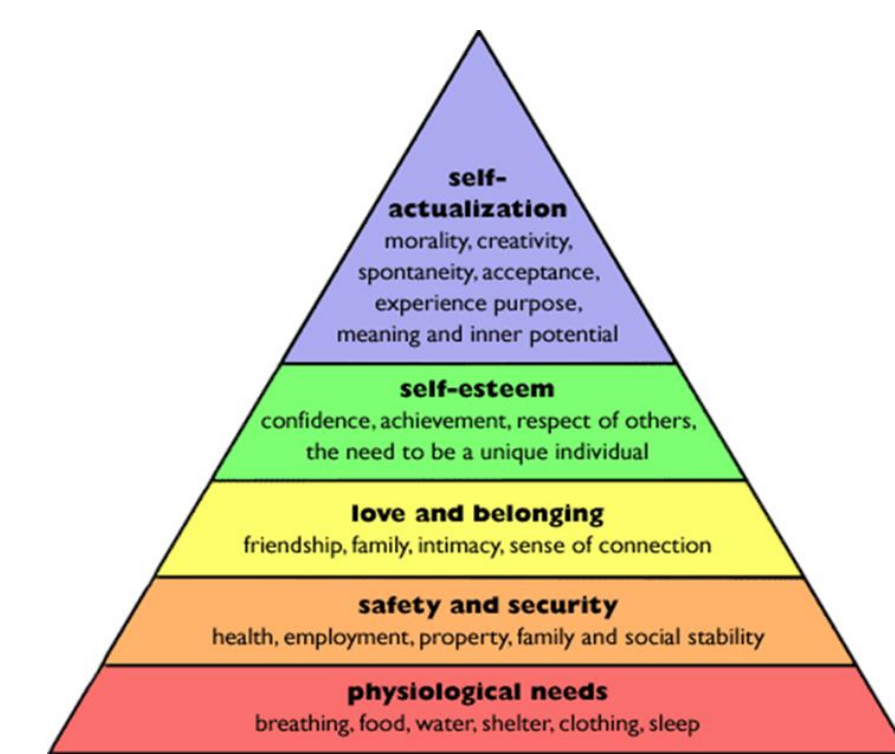 self-
actualization
morality, creativity,
spontaneity, acceptance,
experience purpose,
meaning and inner potential
self-esteem
confidence, achievement, respect of others,
the need to be a unique individual
love and belonging
friendship, family, intimacy, sense of connection
safety and security
health, employment, property, family and social stability
physiological needs
breathing, food, water, shelter, clothing, sleep